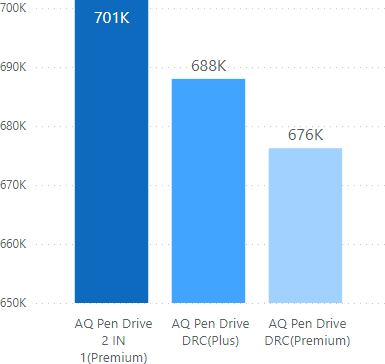 700K
701K
690K
688K
680K
676K
670K
660K
650K
AQ Pen Drive
2 IN
1(Premium)
AQ Pen Drive
DRC(Plus)
AQ Pen Drive
DRC(Premium)